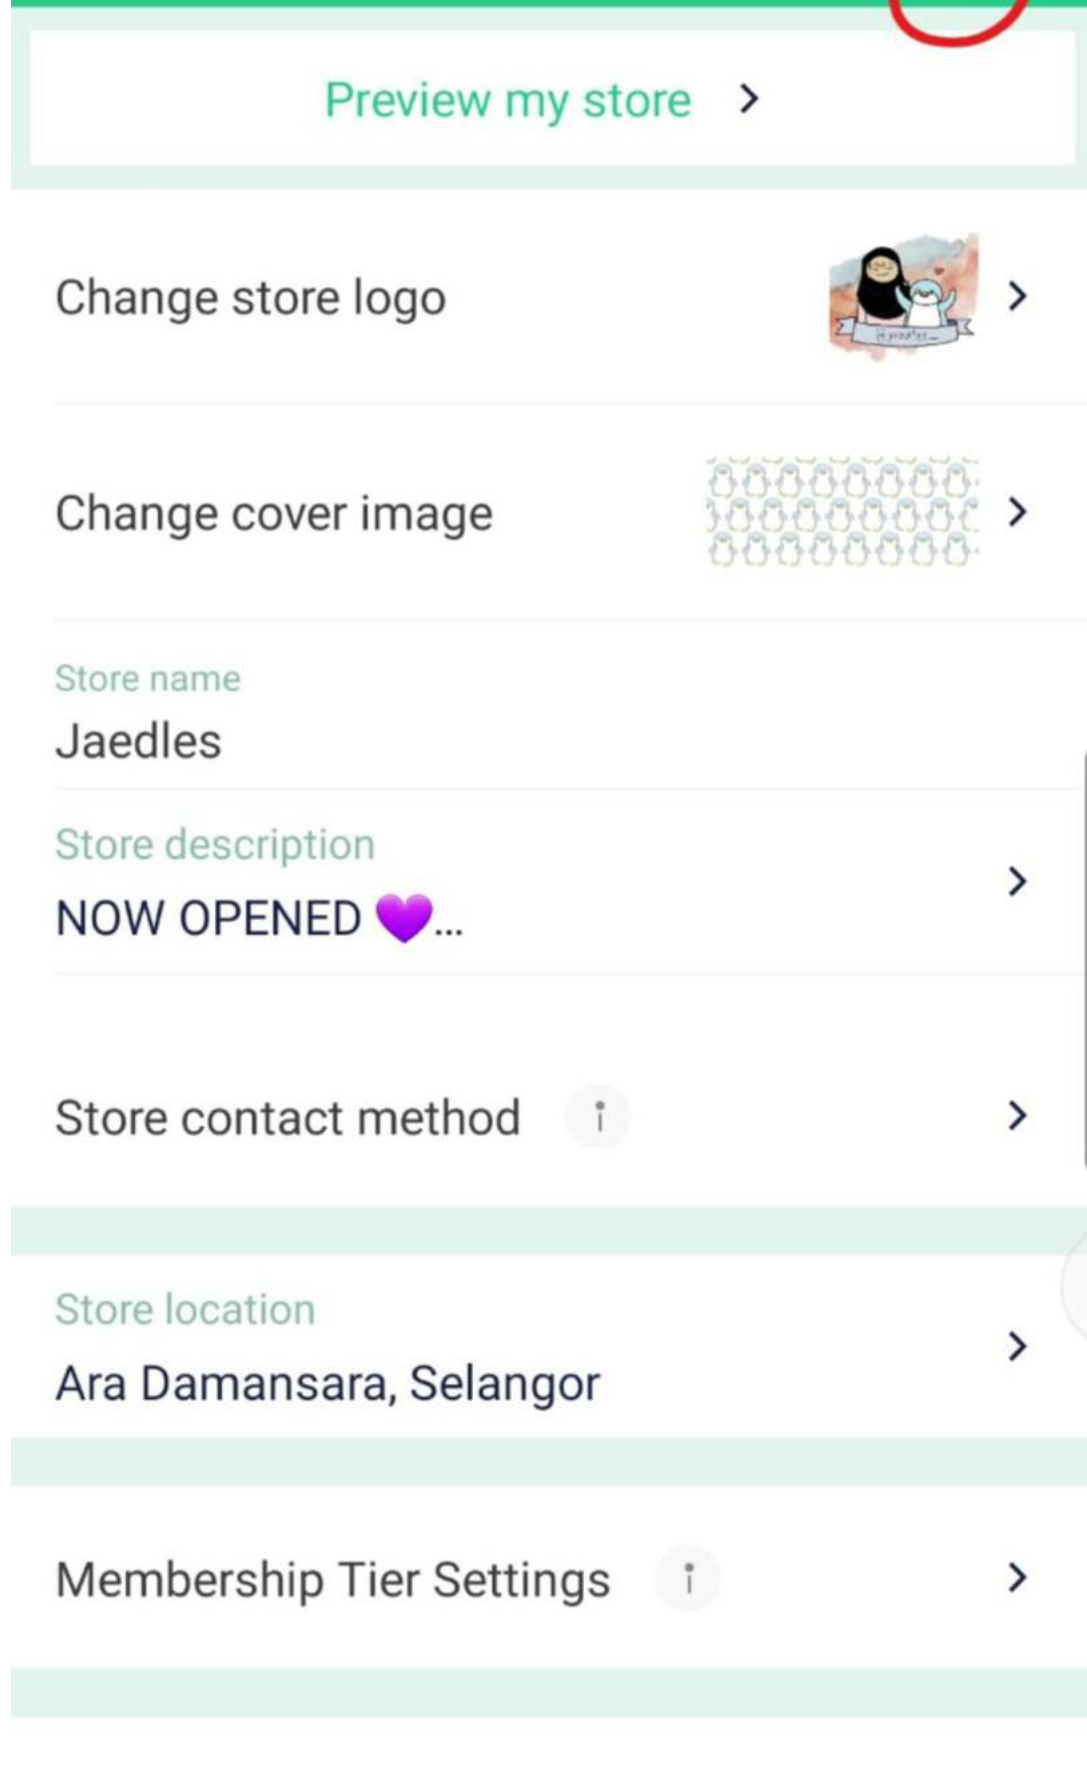 Preview my store
Change store logo
Change cover image
Store name
Jaedles
Store description
NOW OPENED 💜...
Store contact method i
Store location
Ara Damansara, Selangor
Membership Tier Settings i